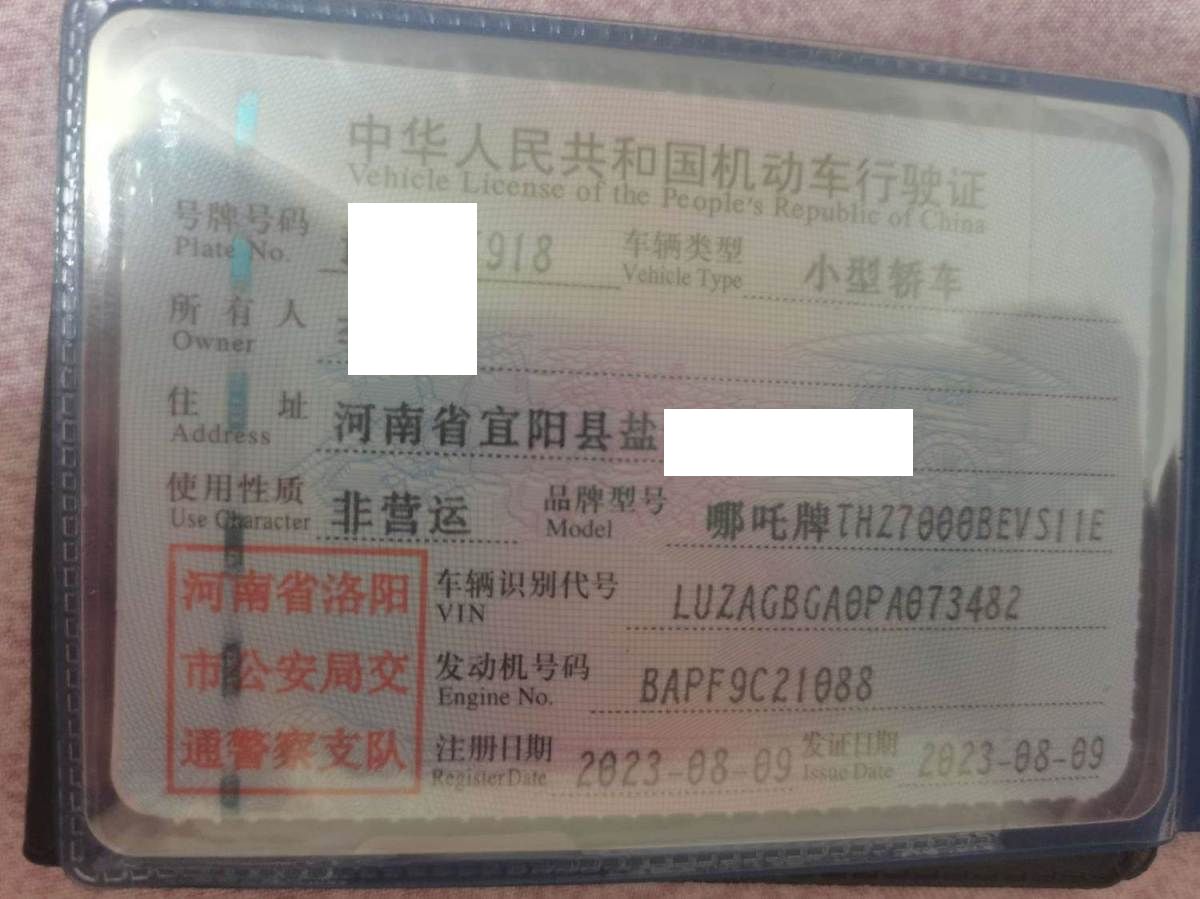 中华人民共和国机动车行驶证
Vehicle License of the People's Republic of China
号牌号码 918 车辆类型 小型轿车
Plate No. Vehicle Type
所有人
Owner
住址 河南省宜阳县盐
Address
使用性质 非营运 品牌型号 哪吒牌THZ7000BEVS11E
Use Character Model
河南省洛阳
市公安局交
通警察支队
车辆识别代号 LUZAGBGA0PA073482
VIN
发动机号码 BAPF9C21088
Engine No.
注册日期 2023-08-09 发证日期 2023-08-09
Register Date Issue Date